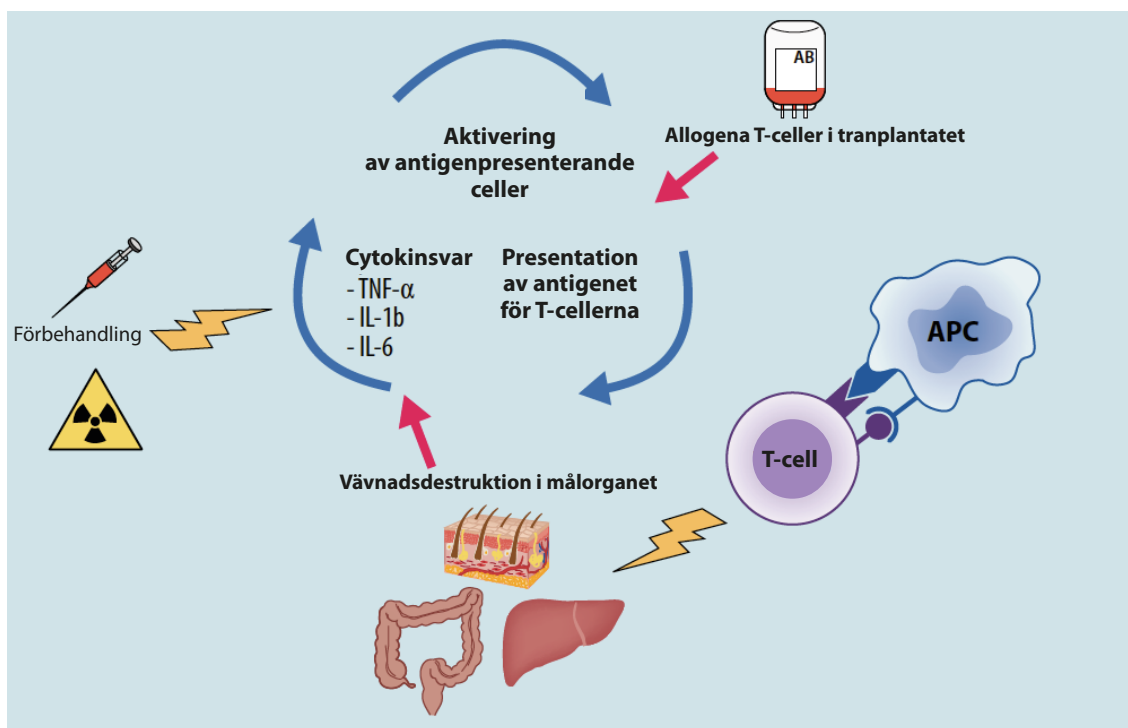 AB
Allogena T-celler i tranplantatet
Aktivering
av antigenpresenterande
celler
Cytokinsvar
- TNF-α
- IL-1b
- IL-6
Presentation
av antigenet
för T-cellerna
Förbehandling
APC
T-cell
Vävnadsdestruktion i målorganet